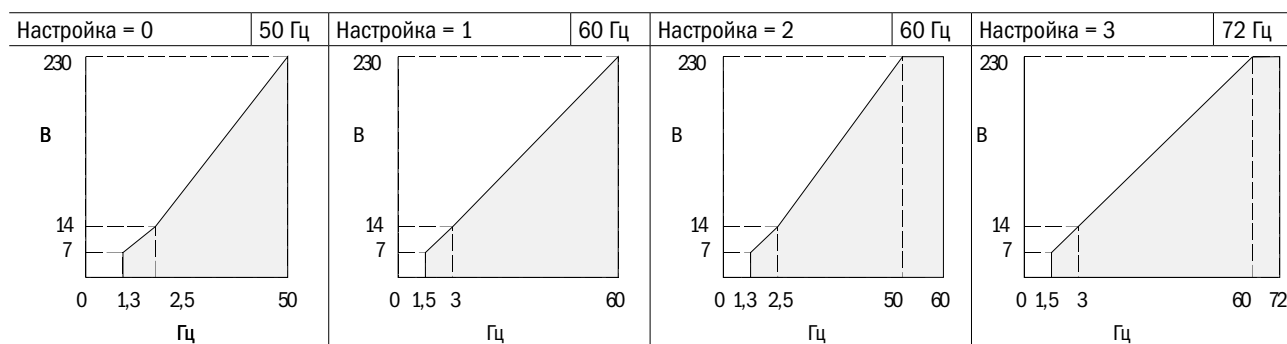 Настройка = 0 50 Гц Настройка = 1 60 Гц Настройка = 2 60 Гц Настройка = 3 72 Гц
230 230 230 230
В В В В
14 14 14 14
7 7 7 7
0 1,3 2,5 50 0 1,5 3 60 0 1,3 2,5 50 60 0 1,5 3 60 72
Гц Гц Гц Гц